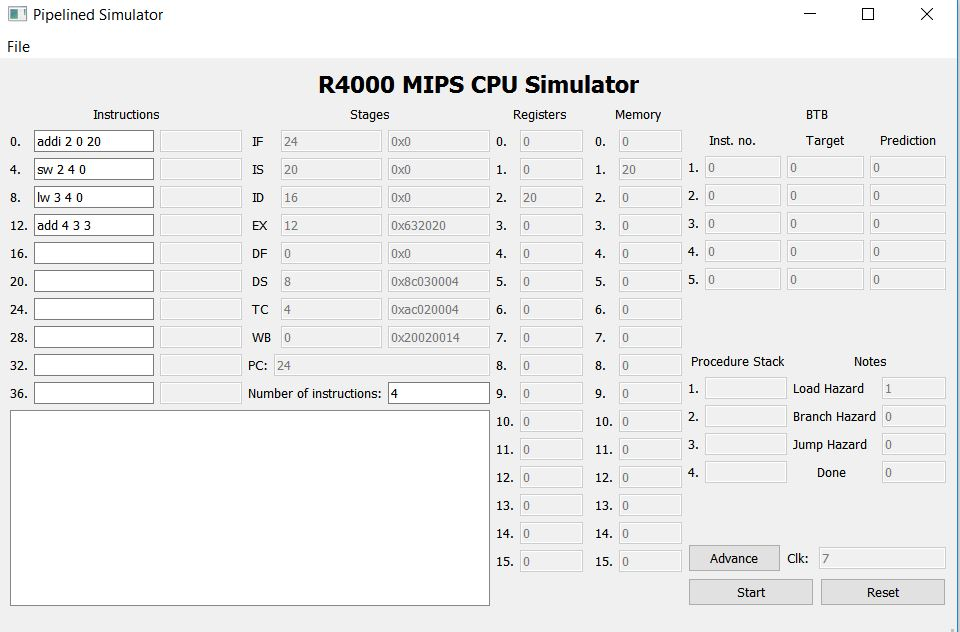 Pipelined Simulator
File
R4000 MIPS CPU Simulator
Instructions Stages Registers Memory BTB
Inst. no. Target Prediction
0. addi 2 0 20 IF 24 0x0 0. 0 0. 0
1. 0 0 0
4. sw 2 4 0 IS 20 0x0 1. 0 1. 20
2. 0 0 0
8. lw 3 4 0 ID 16 0x0 2. 20 2. 0
3. 0 0 0
12. add 4 3 3 EX 12 0x632020 3. 0 3. 0
4. 0 0 0
16. DF 0 0x0 4. 0 4. 0
5. 0 0 0
20. DS 8 0x8c030004 5. 0 5. 0
24. TC 4 0xac020004 6. 0 6. 0
28. WB 0 0x20020014 7. 0 7. 0
Procedure Stack Notes
32. PC: 24 8. 0 8. 0
1. Load Hazard 1
36. Number of instructions: 4 9. 0 9. 0
2. Branch Hazard 0
10. 0 10. 0
3. Jump Hazard 0
11. 0 11. 0
4. Done 0
12. 0 12. 0
13. 0 13. 0
14. 0 14. 0
15. 0 15. 0
Advance Clk: 7
Start Reset